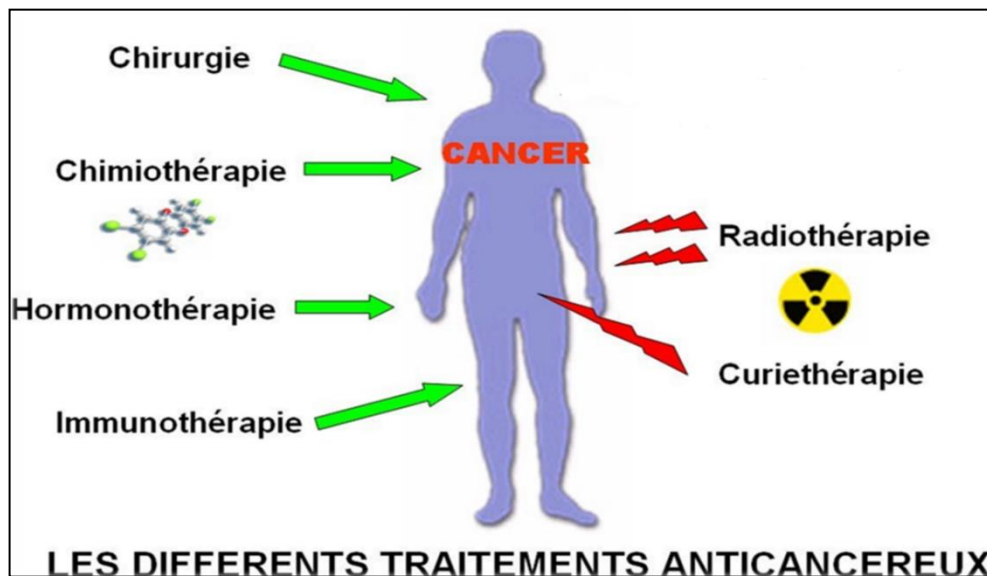 Chirurgie
Chimiothérapie
Hormonothérapie
Immunothérapie
CANCER
Radiothérapie
Curiethérapie
LES DIFFERENTS TRAITEMENTS ANTICANCEREUX